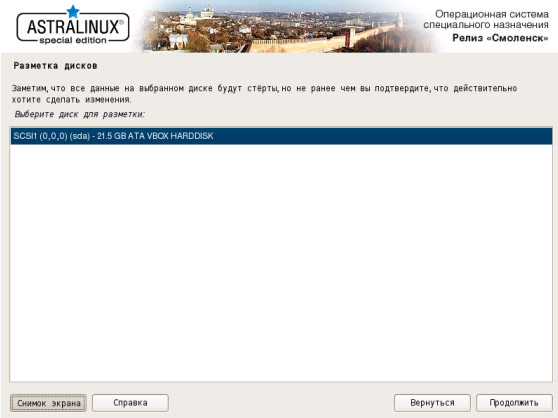 ASTRALINUX®
special edition
Операционная система
специального назначения
Релиз «Смоленск»
Разметка дисков
Заметим, что все данные на выбранном диске будут стёрты, но не ранее чем вы подтвердите, что действительно
хотите сделать изменения.
Выберите диск для разметки:
SCSI1 (0,0,0) (sda) - 21.5 GB ATA VBOX HARDDISK
Снимок экрана
Справка
Вернуться
Продолжить